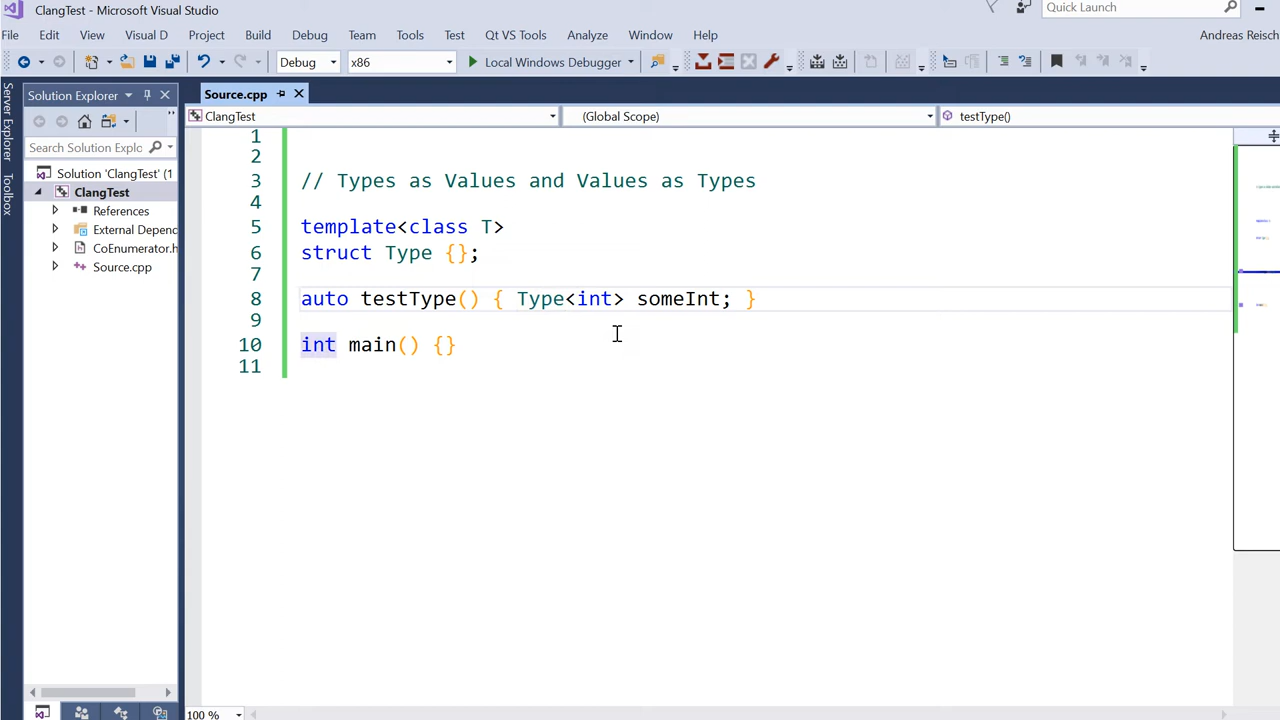 ClangTest - Microsoft Visual Studio
Quick Launch
File Edit View Visual D Project Build Debug Team Tools Test Qt VS Tools Analyze Window Help
Andreas Reisch
Debug x86 Local Windows Debugger
Server Explorer
Toolbox
Solution Explorer
Search Solution Explo
Solution 'ClangTest' (1
ClangTest
References
External Depenc
CoEnumerator.h
Source.cpp
Source.cpp
ClangTest (Global Scope) testType()
1
2
3 // Types as Values and Values as Types
4
5 template<class T>
6 struct Type {};
7
8 auto testType() { Type<int> someInt; }
9
10 int main() {}
11
100 %